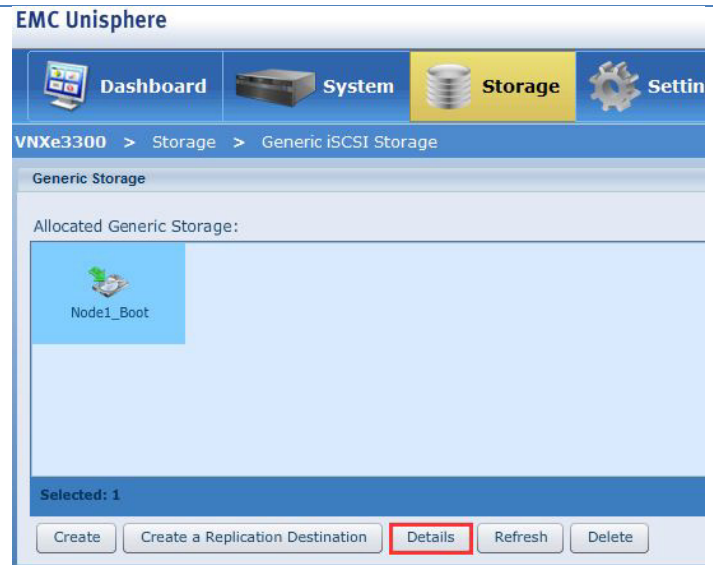 EMC Unisphere
Dashboard System Storage Settin
VNXe3300 > Storage > Generic iSCSI Storage
Generic Storage
Allocated Generic Storage:
Node1_Boot
Selected: 1
Create Create a Replication Destination Details Refresh Delete